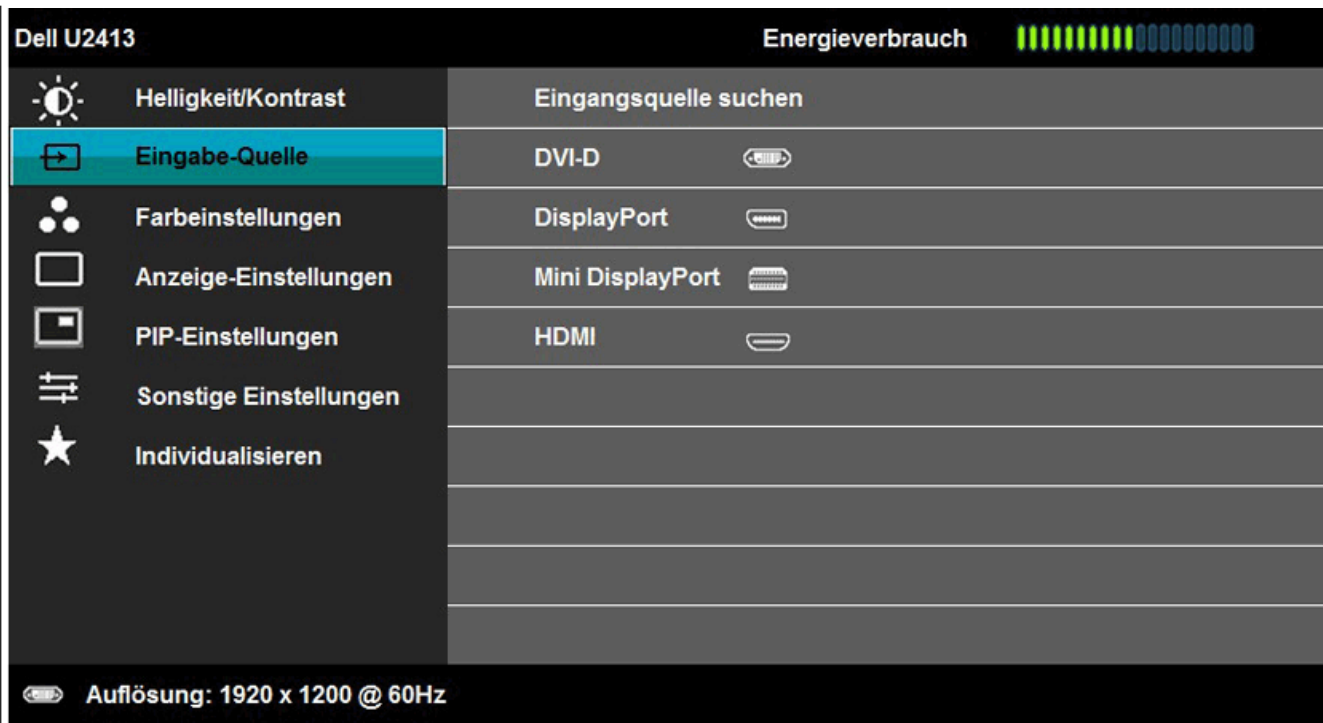 Dell U2413 Energieverbrauch
Helligkeit/Kontrast Eingangsquelle suchen
Eingabe-Quelle DVI-D
Farbeinstellungen DisplayPort
Anzeige-Einstellungen Mini DisplayPort
PIP-Einstellungen HDMI
Sonstige Einstellungen
Individualisieren
Auflösung: 1920 x 1200 @ 60Hz